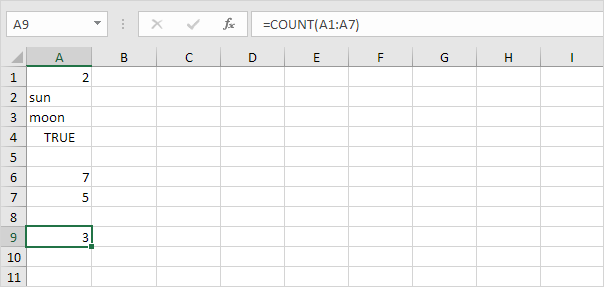 A9 fx =COUNT(A1:A7)
A B C D E F G H I
1 2
2 sun
3 moon
4 TRUE
5
6 7
7 5
8
9 3
10
11